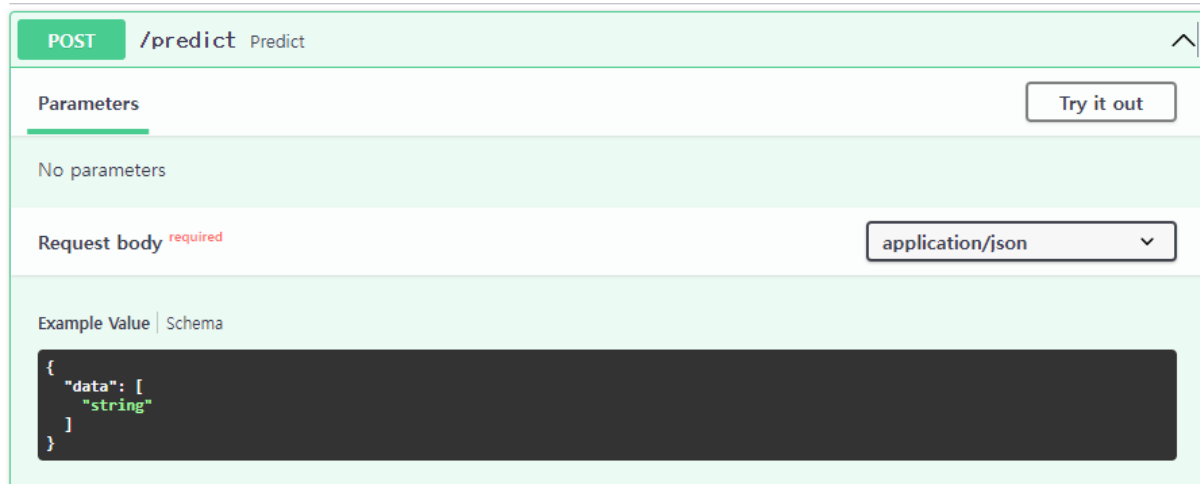 POST /predict Predict
Parameters
Try it out
No parameters
Request body required
application/json
Example Value | Schema
{
  "data": [
    "string"
  ]
}